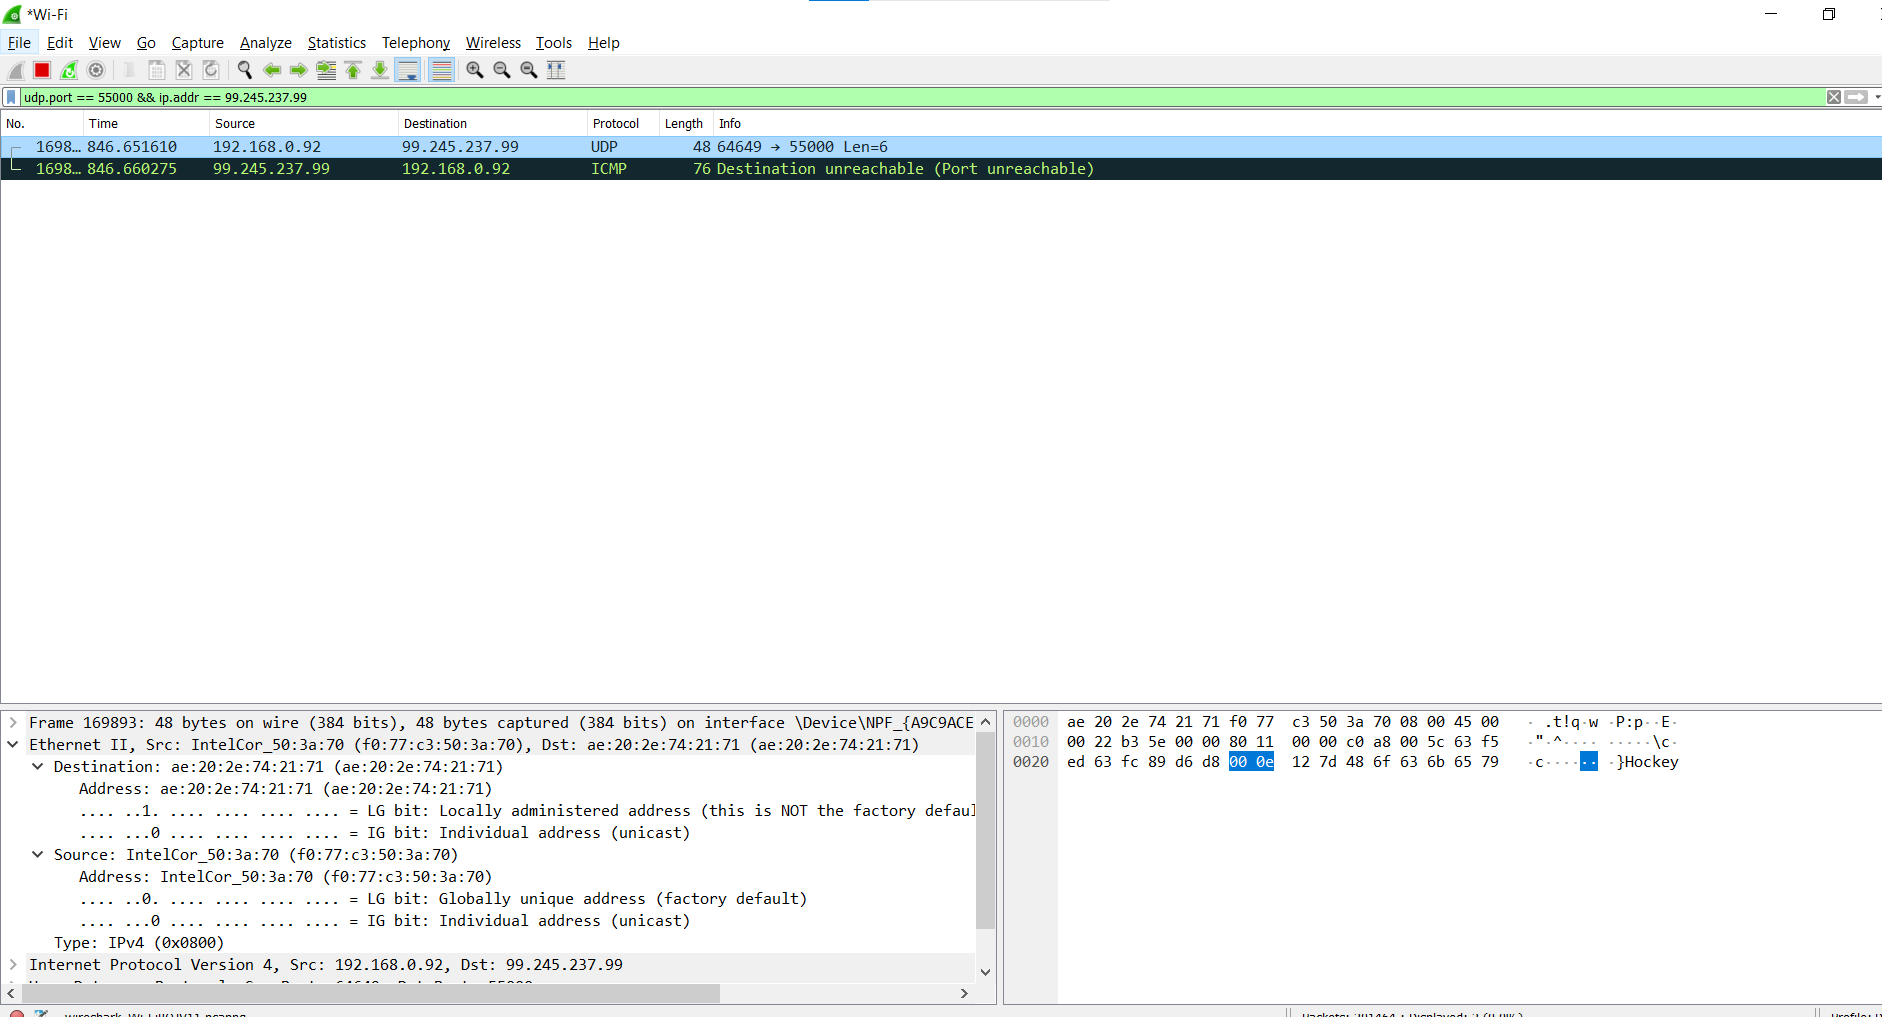 *Wi-Fi
File Edit View Go Capture Analyze Statistics Telephony Wireless Tools Help
udp.port == 55000 && ip.addr == 99.245.237.99
No. Time Source Destination Protocol Length Info
1698… 846.651610 192.168.0.92 99.245.237.99 UDP 48 64649 → 55000 Len=6
1698… 846.660275 99.245.237.99 192.168.0.92 ICMP 76 Destination unreachable (Port unreachable)
Frame 169893: 48 bytes on wire (384 bits), 48 bytes captured (384 bits) on interface \Device\NPF_{A9C9ACE
Ethernet II, Src: IntelCor_50:3a:70 (f0:77:c3:50:3a:70), Dst: ae:20:2e:74:21:71 (ae:20:2e:74:21:71)
Destination: ae:20:2e:74:21:71 (ae:20:2e:74:21:71)
Address: ae:20:2e:74:21:71 (ae:20:2e:74:21:71)
.... ..1. .... .... .... .... = LG bit: Locally administered address (this is NOT the factory defaul
.... ...0 .... .... .... .... = IG bit: Individual address (unicast)
Source: IntelCor_50:3a:70 (f0:77:c3:50:3a:70)
Address: IntelCor_50:3a:70 (f0:77:c3:50:3a:70)
.... ..0. .... .... .... .... = LG bit: Globally unique address (factory default)
.... ...0 .... .... .... .... = IG bit: Individual address (unicast)
Type: IPv4 (0x0800)
Internet Protocol Version 4, Src: 192.168.0.92, Dst: 99.245.237.99
0000 ae 20 2e 74 21 71 f0 77 c3 50 3a 70 08 00 45 00 · .t!q·w ·P:p··E·
0010 00 22 b3 5e 00 00 80 11 00 00 c0 a8 00 5c 63 f5 ·"·^···· ·····\c·
0020 ed 63 fc 89 d6 d8 00 0e 12 7d 48 6f 63 6b 65 79 ·c······ ·}Hockey